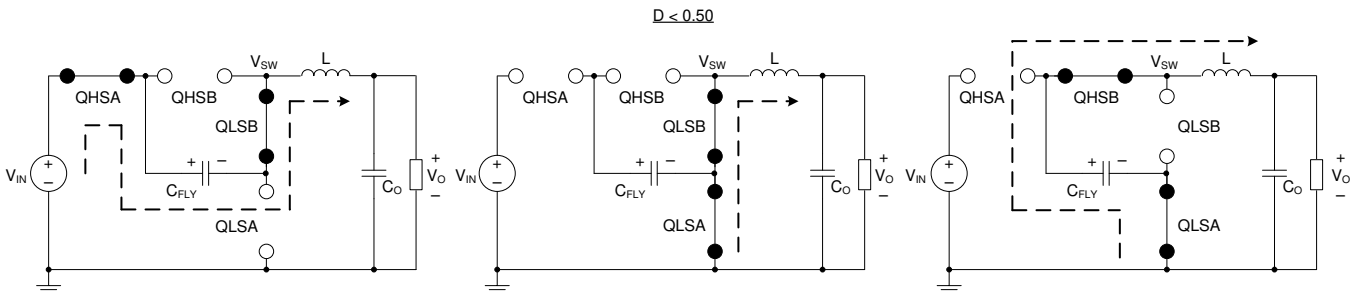 D < 0.50
VSW
L
QHSA
QHSB
QLSB
+
−
VIN
+
−
CFLY
CO
+
VO
−
QLSA
VSW
L
QHSA
QHSB
QLSB
+
−
VIN
+
−
CFLY
CO
+
VO
−
QLSA
VSW
L
QHSA
QHSB
QLSB
+
−
VIN
+
−
CFLY
CO
+
VO
−
QLSA